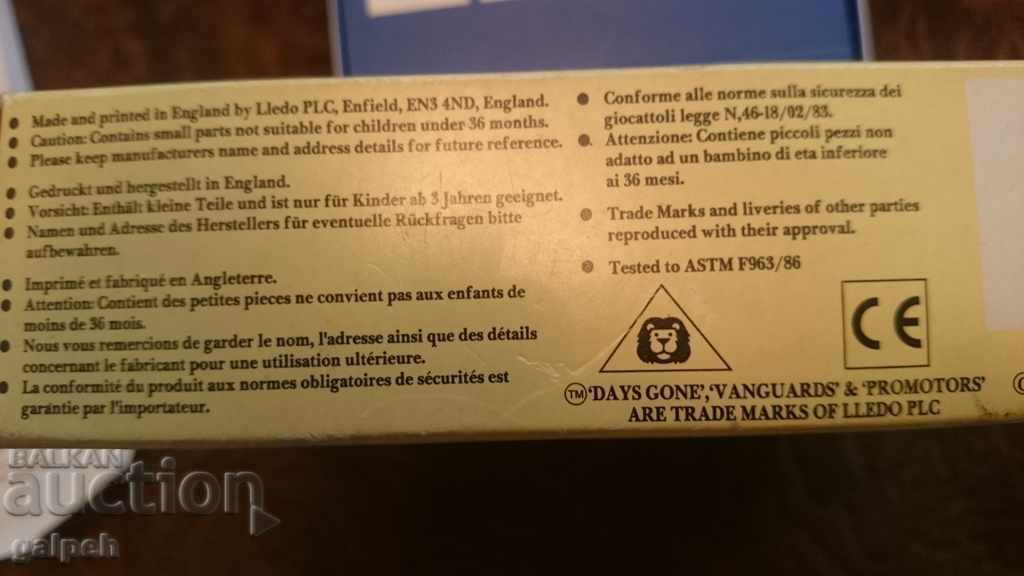 Made and printed in England by Lledo PLC, Enfield, EN3 4ND, England.
Caution: Contains small parts not suitable for children under 36 months.
Please keep manufacturers name and address details for future reference.
Gedruckt und hergestellt in England.
Vorsicht: Enthält kleine Teile und ist nur für Kinder ab 3 Jahren geeignet.
Namen und Adresse des Herstellers für eventuelle Rückfragen bitte
aufbewahren.
Imprimé et fabriqué en Angleterre.
Attention: Contient des petites pieces ne convient pas aux enfants de
moins de 36 mois.
Nous vous remercions de garder le nom, l'adresse ainsi que des détails
concernant le fabricant pour une utilisation ultérieure.
La conformité du produit aux normes obligatoires de sécurités est
garantie par l'importateur.
Conforme alle norme sulla sicurezza dei
giocattoli legge N,46-18/02/83.
Attenzione: Contiene piccoli pezzi non
adatto ad un bambino di eta inferiore
ai 36 mesi.
Trade Marks and liveries of other parties
reproduced with their approval.
Tested to ASTM F963/86
CE
TM 'DAYS GONE','VANGUARDS' & 'PROMOTORS'
ARE TRADE MARKS OF LLEDO PLC
BALKAN
auction
galpeh